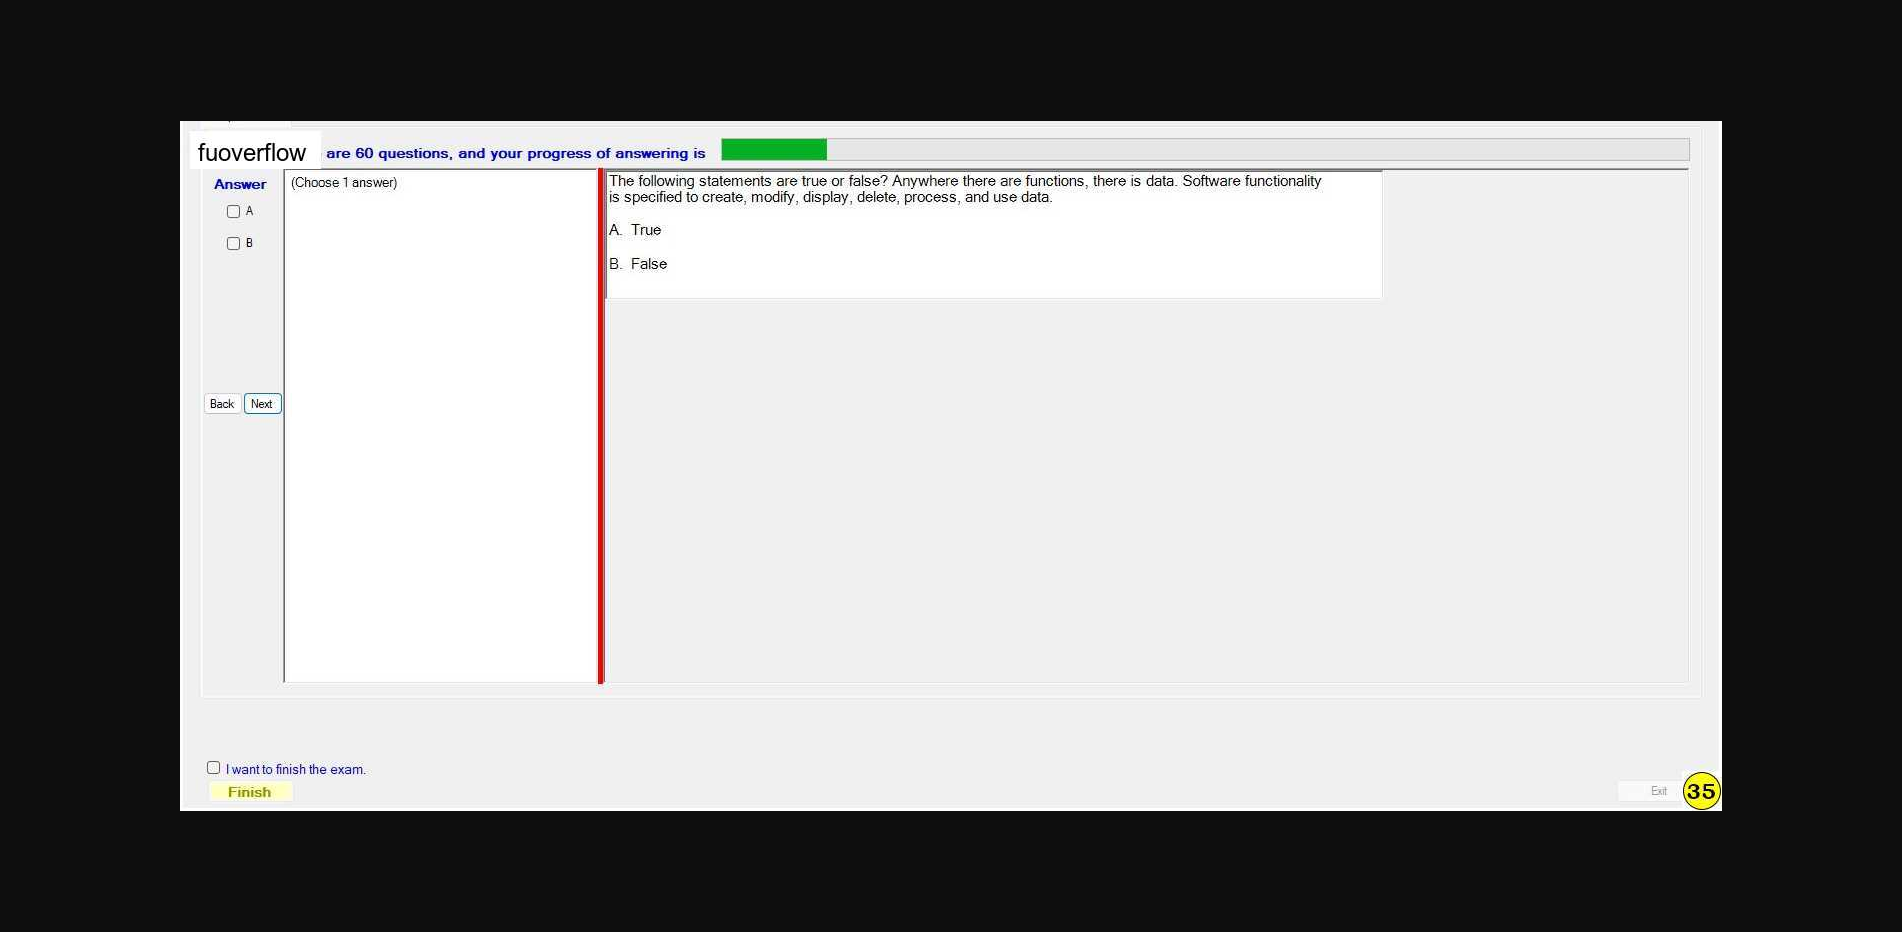 fuoverflow are 60 questions, and your progress of answering is
Answer
(Choose 1 answer)
A
B
The following statements are true or false? Anywhere there are functions, there is data. Software functionality
is specified to create, modify, display, delete, process, and use data.
A. True
B. False
Back Next
I want to finish the exam.
Finish
Exit
35